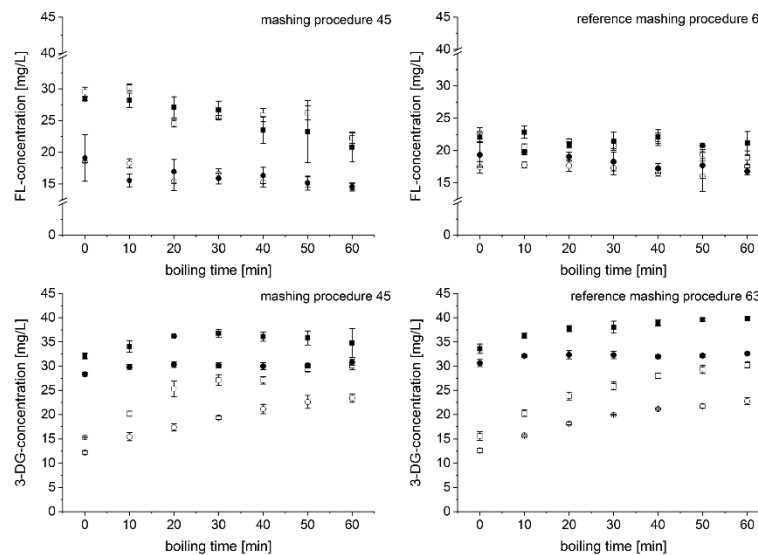 mashing procedure 45
FL-concentration [mg/L]
45
40
30
25
20
15
0
0 10 20 30 40 50 60
boiling time [min]
reference mashing procedure 6
FL-concentration [mg/L]
45
40
30
25
20
15
0
0 10 20 30 40 50 60
boiling time [min]
mashing procedure 45
3-DG-concentration [mg/L]
45
40
35
30
25
20
15
10
5
0
0 10 20 30 40 50 60
boiling time [min]
reference mashing procedure 63
3-DG-concentration [mg/L]
45
40
35
30
25
20
15
10
5
0
0 10 20 30 40 50 60
boiling time [min]